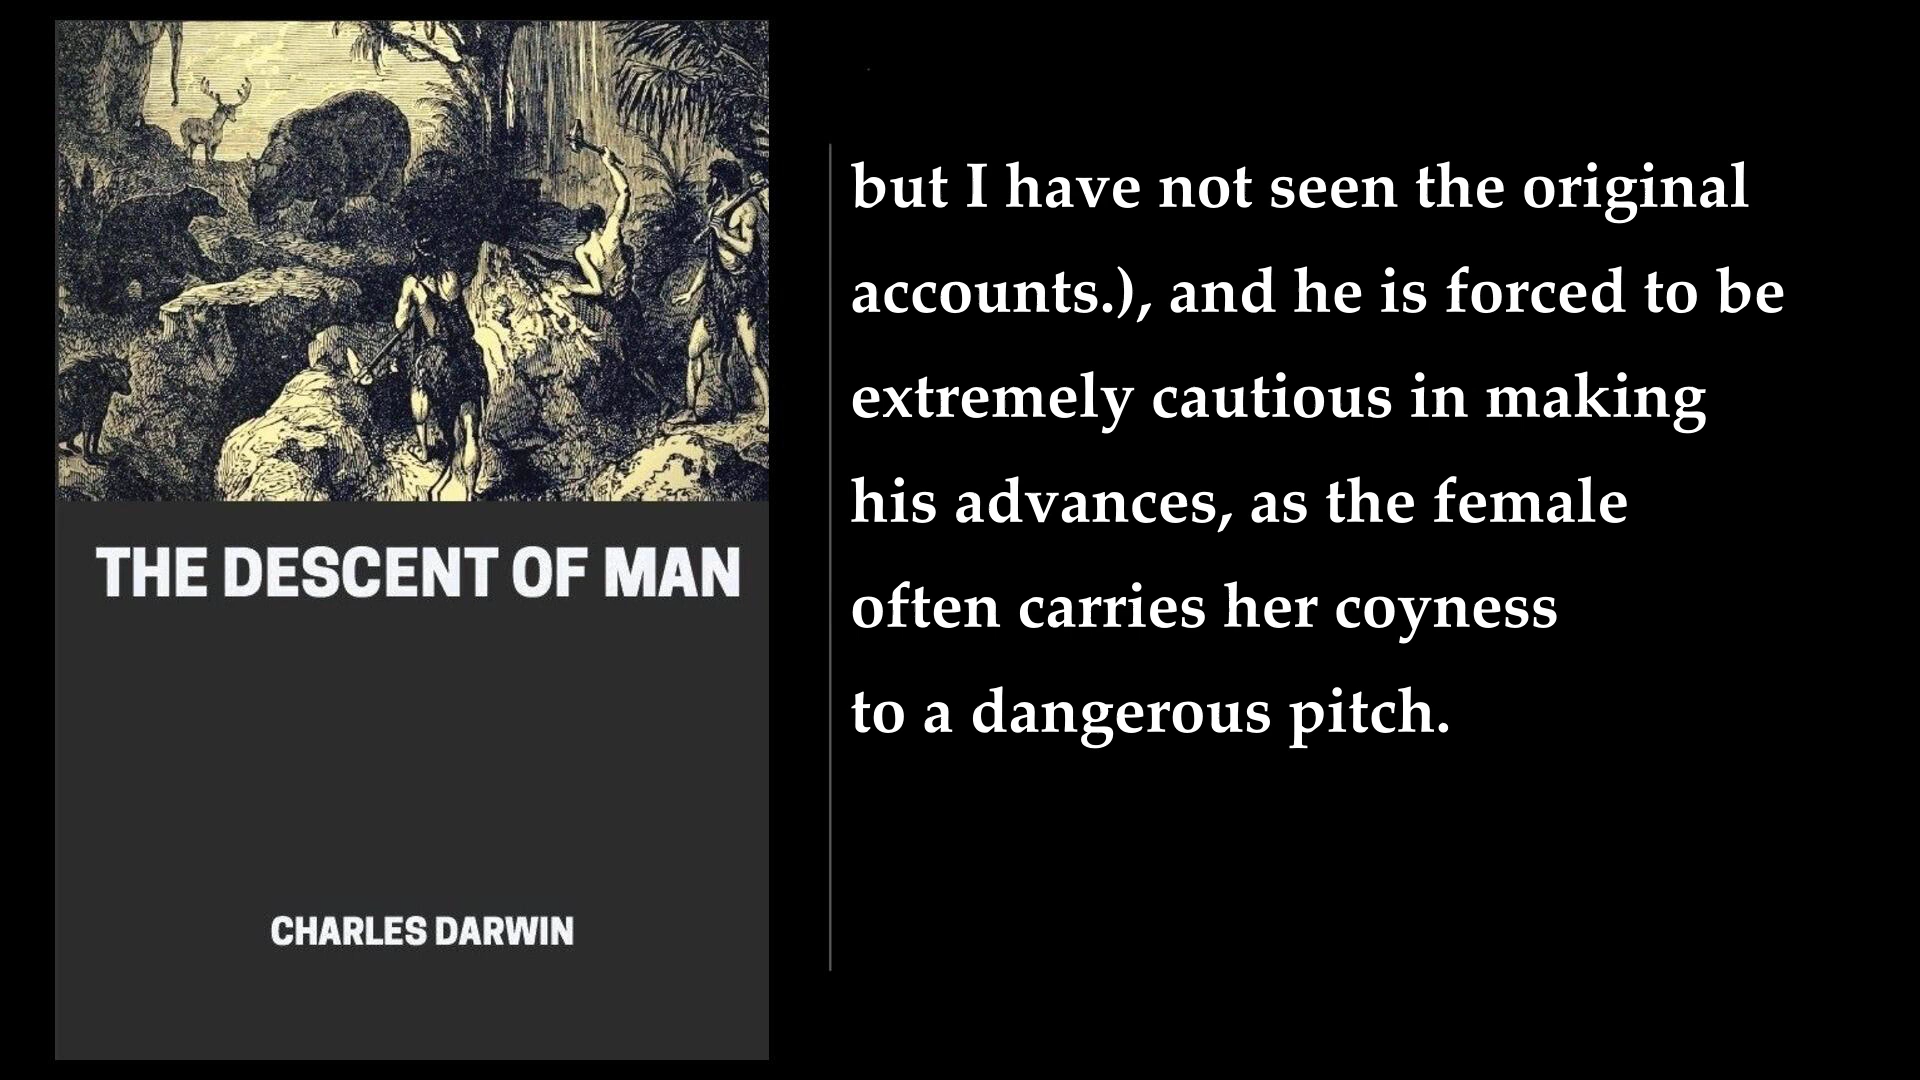 THE DESCENT OF MAN
CHARLES DARWIN
but I have not seen the original
accounts.), and he is forced to be
extremely cautious in making
his advances, as the female
often carries her coyness
to a dangerous pitch.